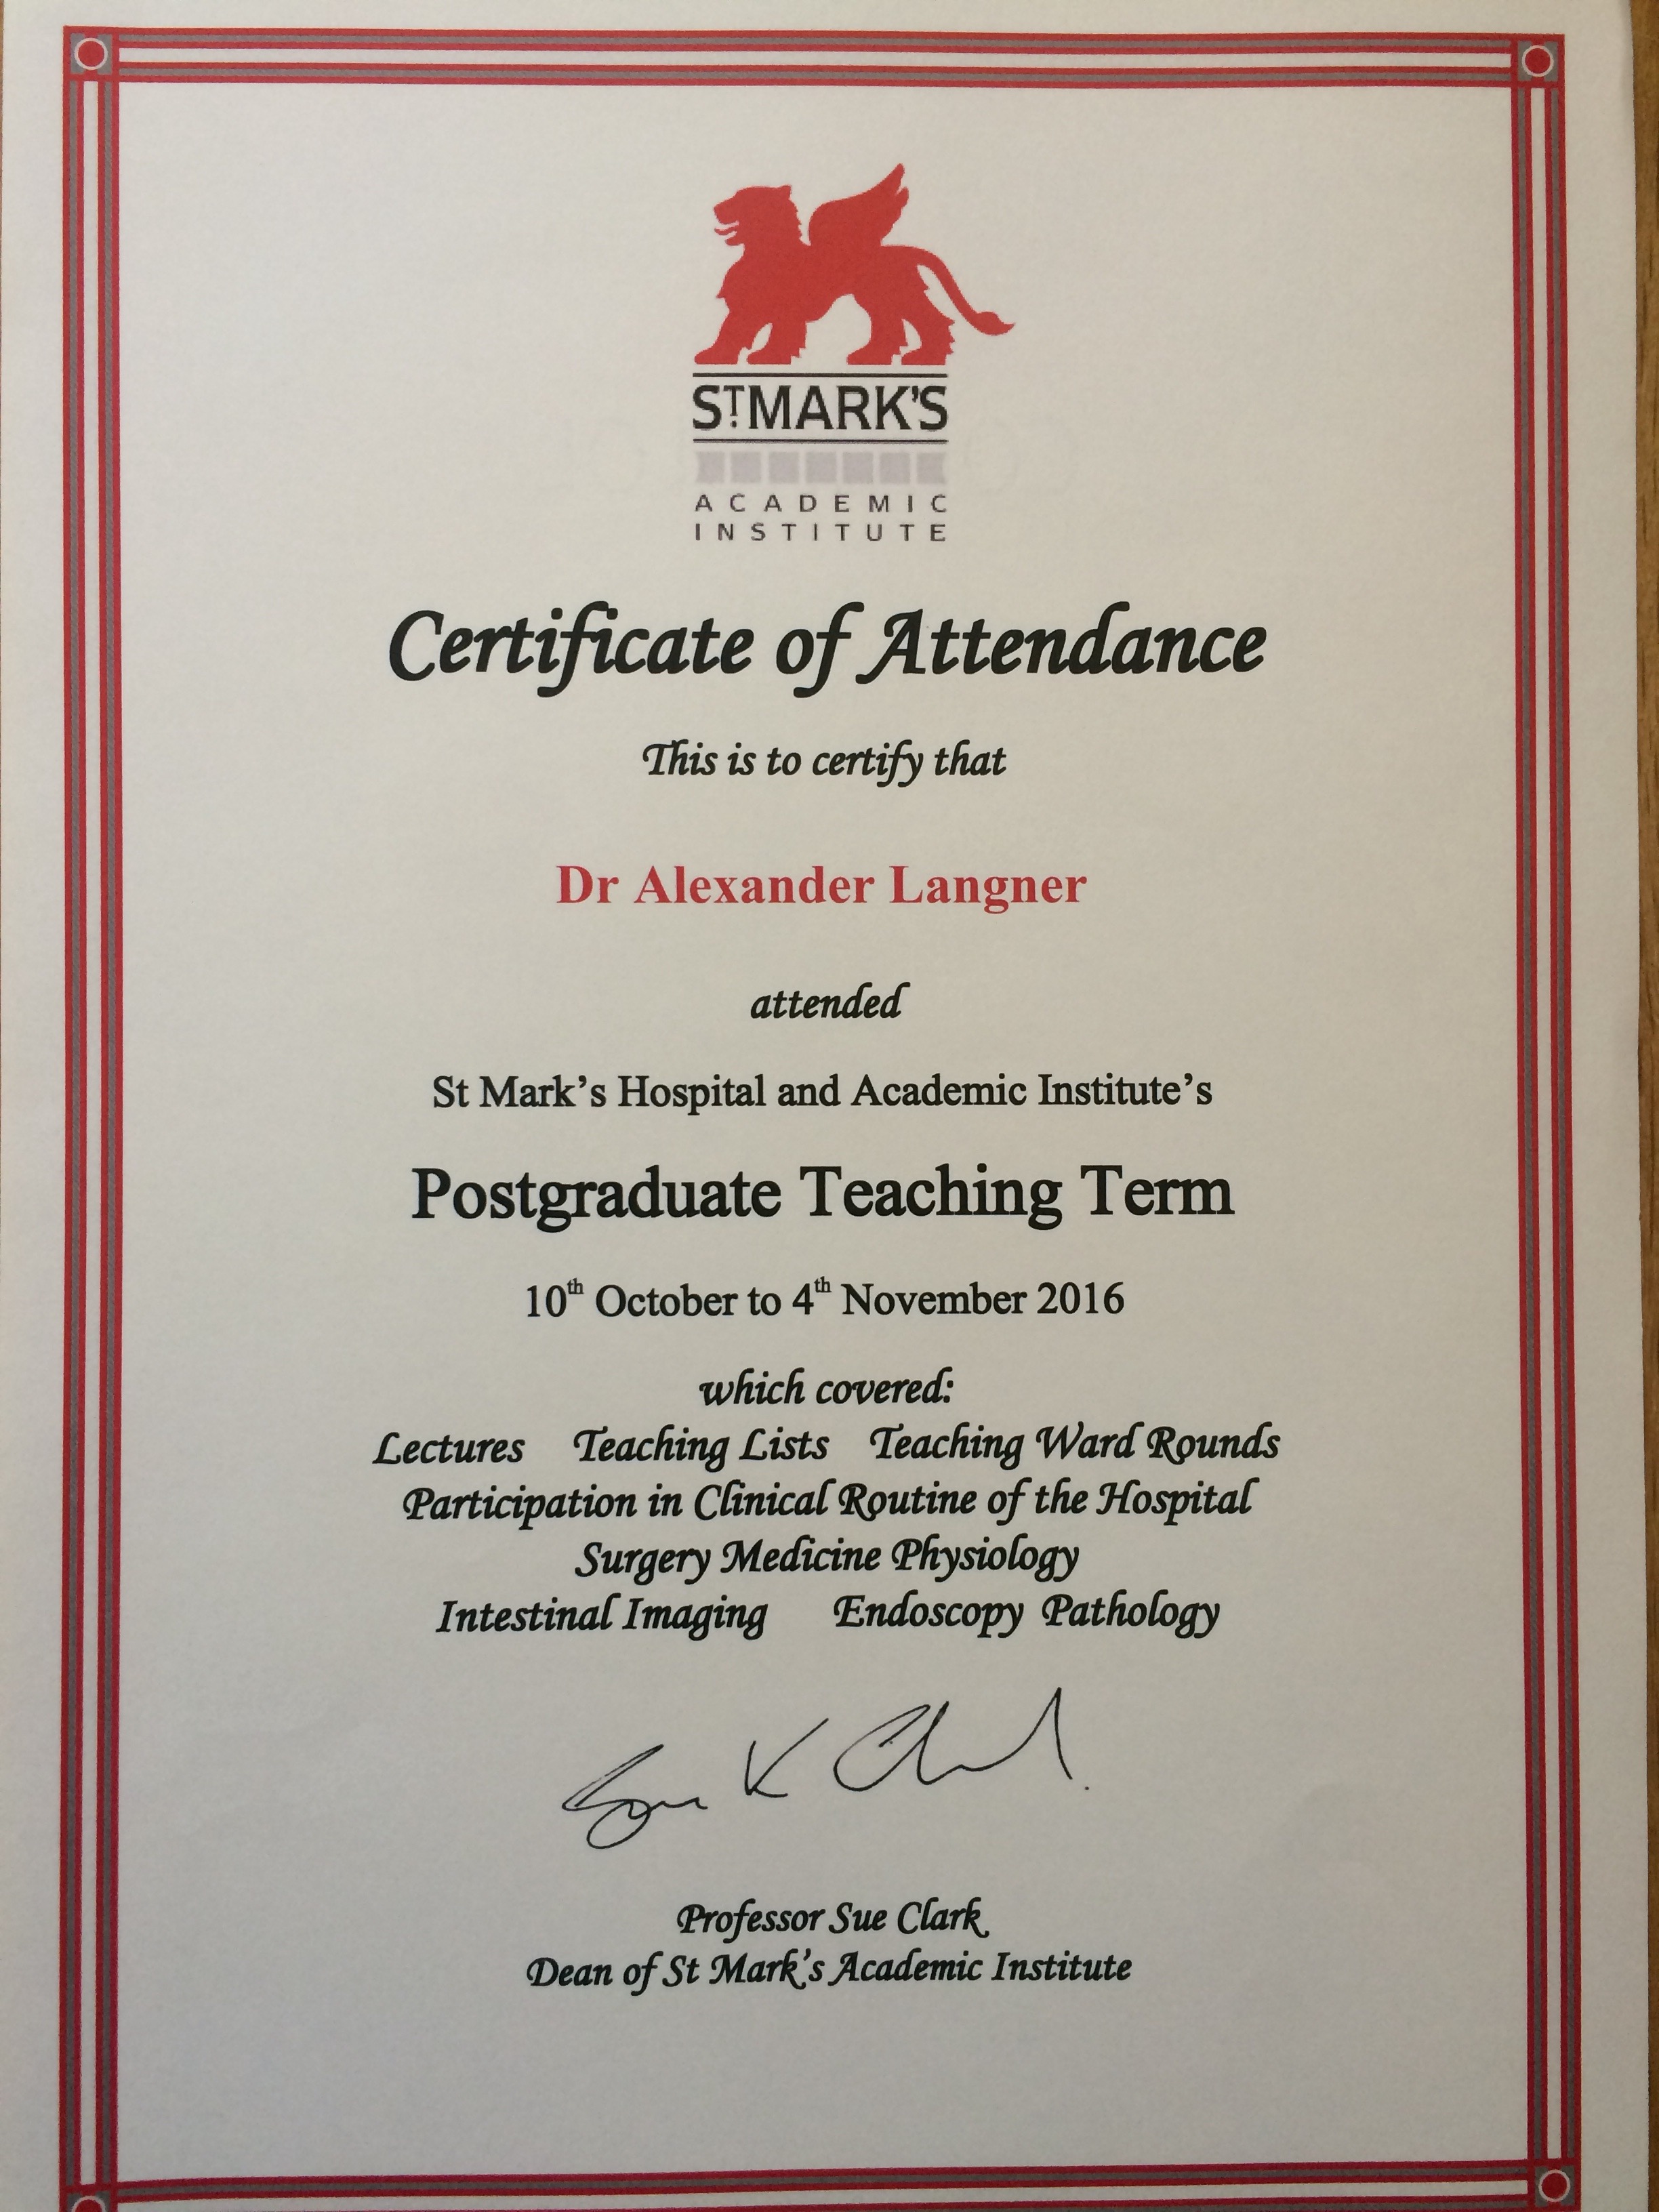 ST MARK'S
ACADEMIC
INSTITUTE
Certificate of Attendance
This is to certify that
Dr Alexander Langner
attended
St Mark’s Hospital and Academic Institute’s
Postgraduate Teaching Term
10th October to 4th November 2016
which covered:
Lectures Teaching Lists Teaching Ward Rounds
Participation in Clinical Routine of the Hospital
Surgery Medicine Physiology
Intestinal Imaging Endoscopy Pathology
Sue K Clark.
Professor Sue Clark
Dean of St Mark's Academic Institute